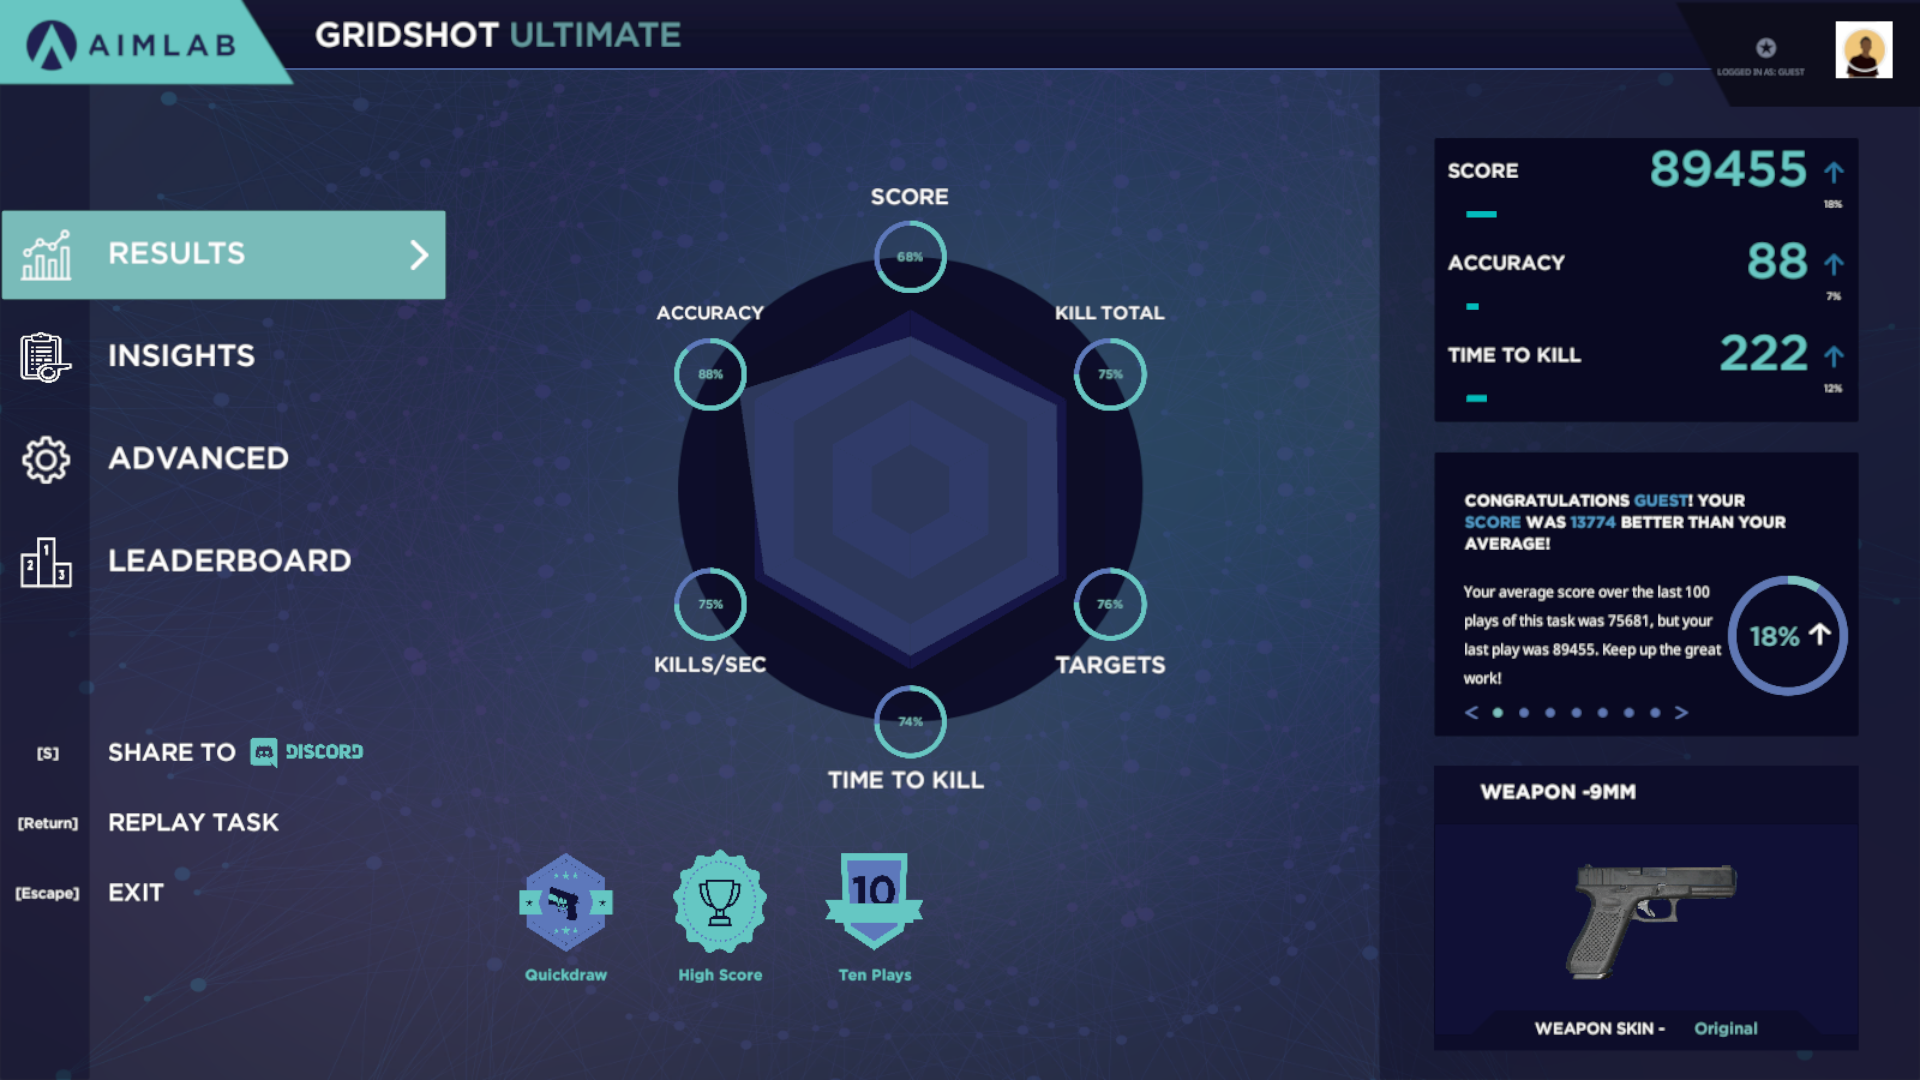 AIMLAB
GRIDSHOT ULTIMATE
LOGGED IN AS: GUEST
RESULTS
INSIGHTS
ADVANCED
1
2
3
LEADERBOARD
[S] SHARE TO DISCORD
[Return] REPLAY TASK
[Escape] EXIT
SCORE
68%
ACCURACY
88%
KILL TOTAL
75%
75%
KILLS/SEC
76%
TARGETS
74%
TIME TO KILL
10
Quickdraw
High Score
Ten Plays
SCORE 89455
18%
ACCURACY 88
7%
TIME TO KILL 222
12%
CONGRATULATIONS GUEST! YOUR
SCORE WAS 13774 BETTER THAN YOUR
AVERAGE!
Your average score over the last 100
plays of this task was 75681, but your
last play was 89455. Keep up the great
work!
18%
< >
WEAPON -9MM
WEAPON SKIN - Original